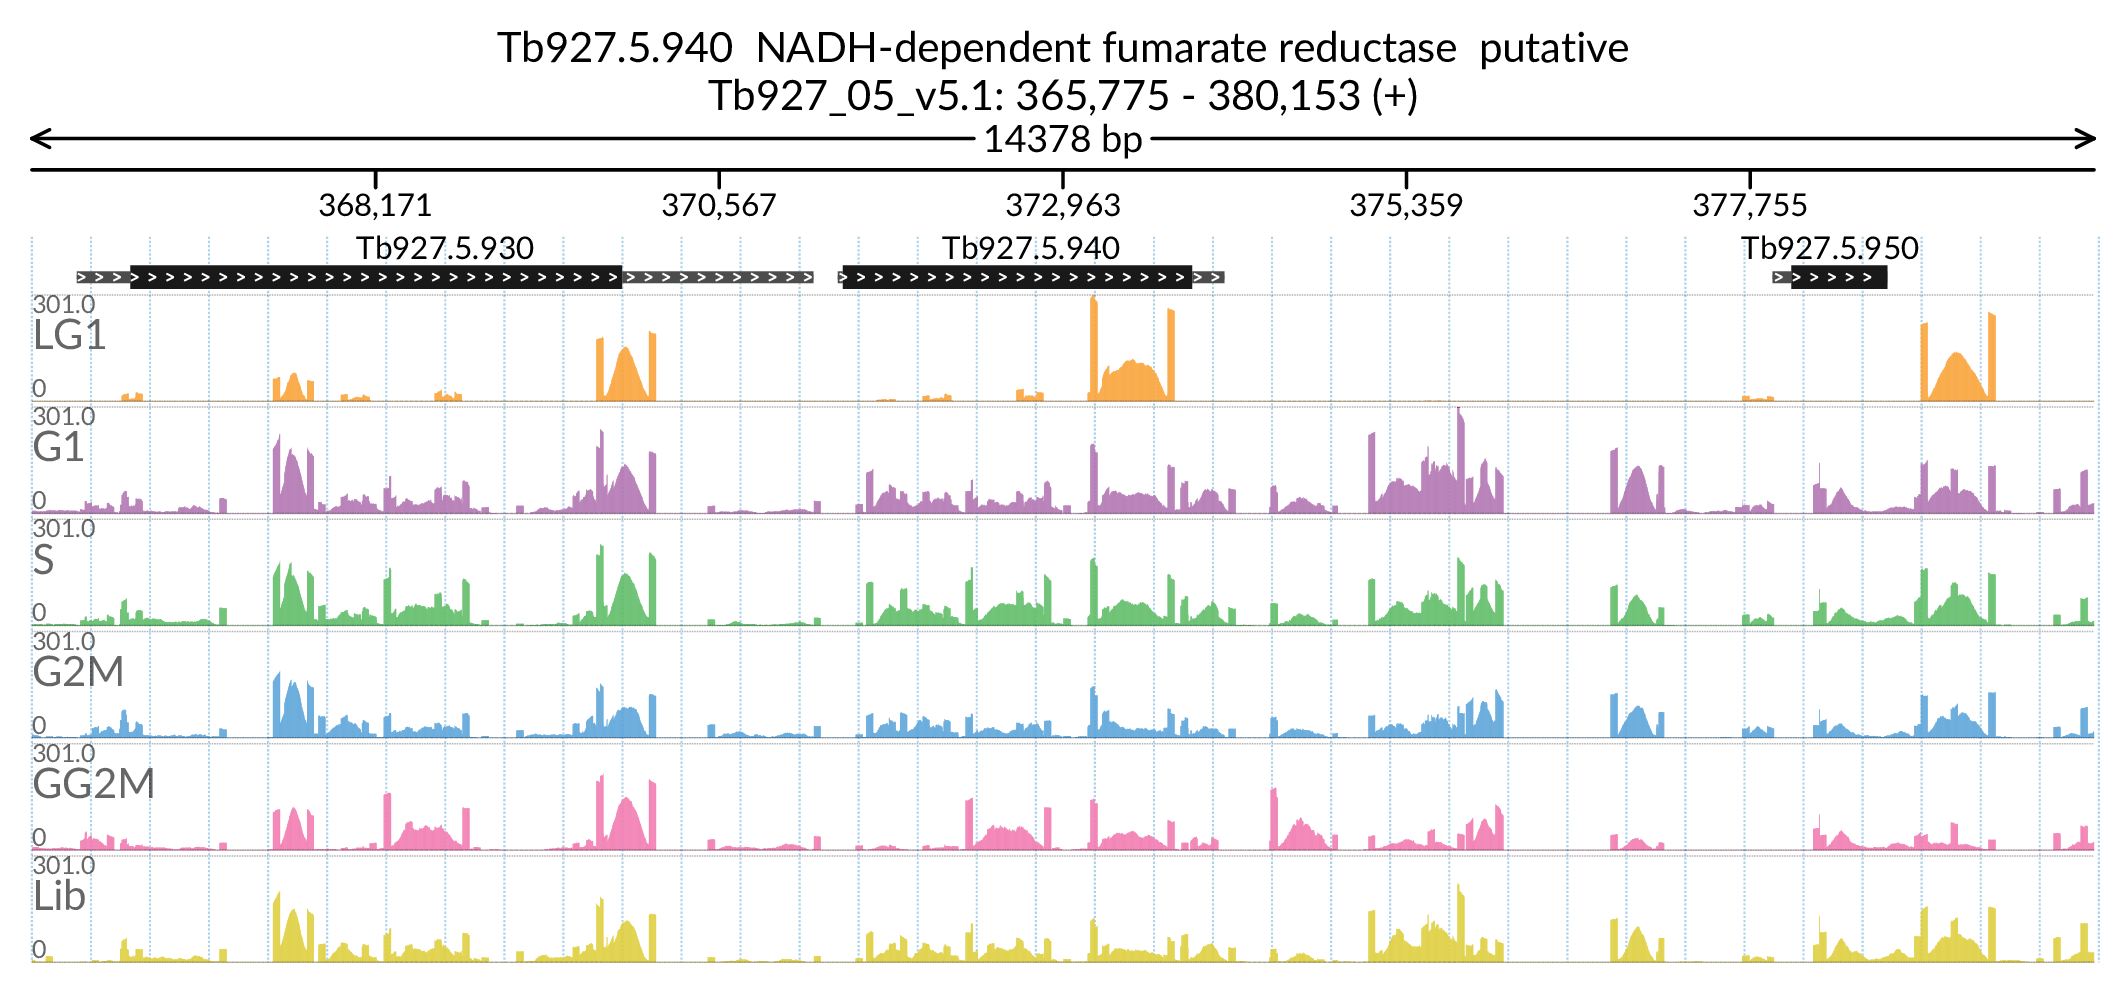 Tb927.5.940  NADH-dependent fumarate reductase  putative
Tb927_05_v5.1: 365,775 - 380,153 (+)
14378 bp
368,171 370,567 372,963 375,359 377,755
Tb927.5.930 Tb927.5.940 Tb927.5.950
301.0
LG1
0
301.0
G1
0
301.0
S
0
301.0
G2M
0
301.0
GG2M
0
301.0
Lib
0